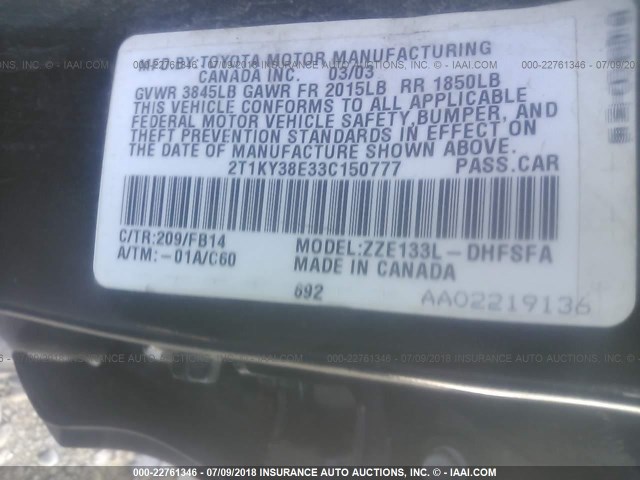 MFD.BY TOYOTA MOTOR MANUFACTURING
CANADA INC. 03/03
GVWR 3845LB GAWR FR 2015LB RR 1850LB
THIS VEHICLE CONFORMS TO ALL APPLICABLE
FEDERAL MOTOR VEHICLE SAFETY,BUMPER, AND
THEFT PREVENTION STANDARDS IN EFFECT ON
THE DATE OF MANUFACTURE SHOWN ABOVE.
2T1KY38E33C150777 PASS.CAR
C/TR:209/FB14 MODEL:ZZE133L-DHFSFA
A/TM:-01A/C60 MADE IN CANADA
692 AA02219136
000-22761346 - 07/09/2018 INSURANCE AUTO AUCTIONS, INC. - © - IAAI.COM